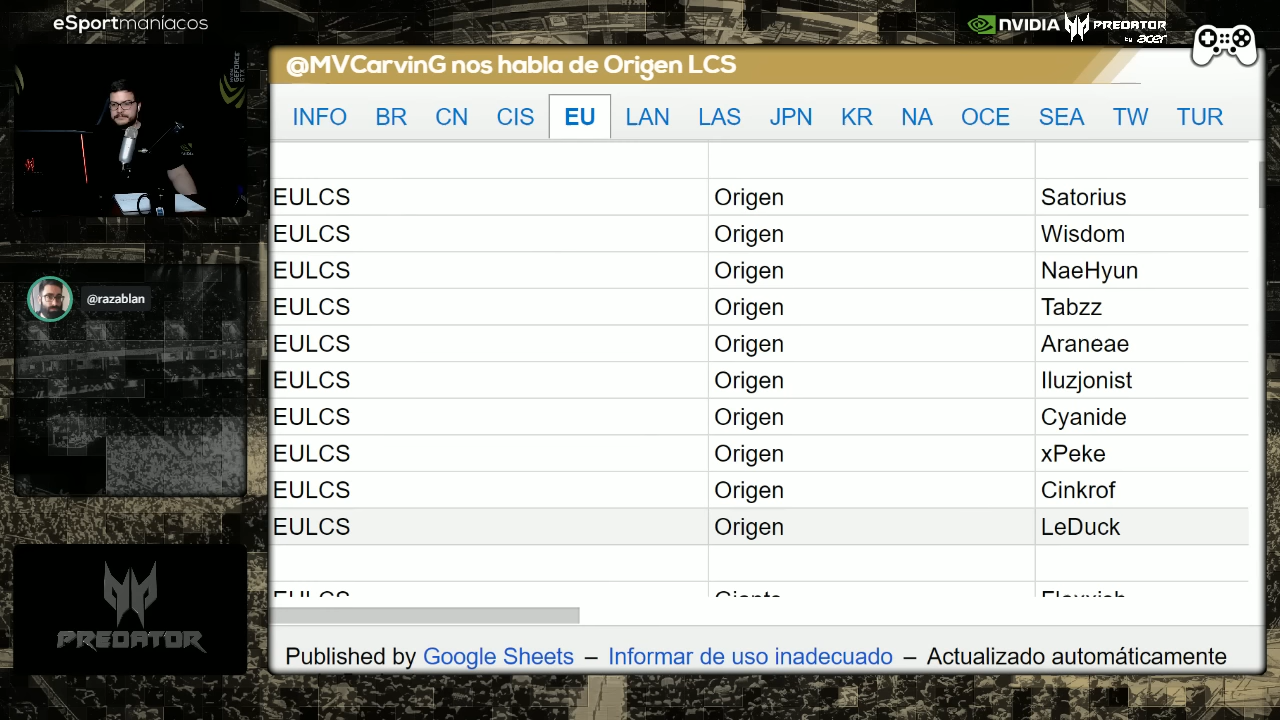 eSportmaníacos
NVIDIA PREDATOR
by acer
@MVCarvinG nos habla de Origen LCS
INFO BR CN CIS EU LAN LAS JPN KR NA OCE SEA TW TUR
EULCS Origen Satorius
EULCS Origen Wisdom
EULCS Origen NaeHyun
EULCS Origen Tabzz
EULCS Origen Araneae
EULCS Origen Iluzjonist
EULCS Origen Cyanide
EULCS Origen xPeke
EULCS Origen Cinkrof
EULCS Origen LeDuck
EULCS Giants
Published by Google Sheets – Informar de uso inadecuado – Actualizado automáticamente
@razablan
PREDATOR
GEFORCE